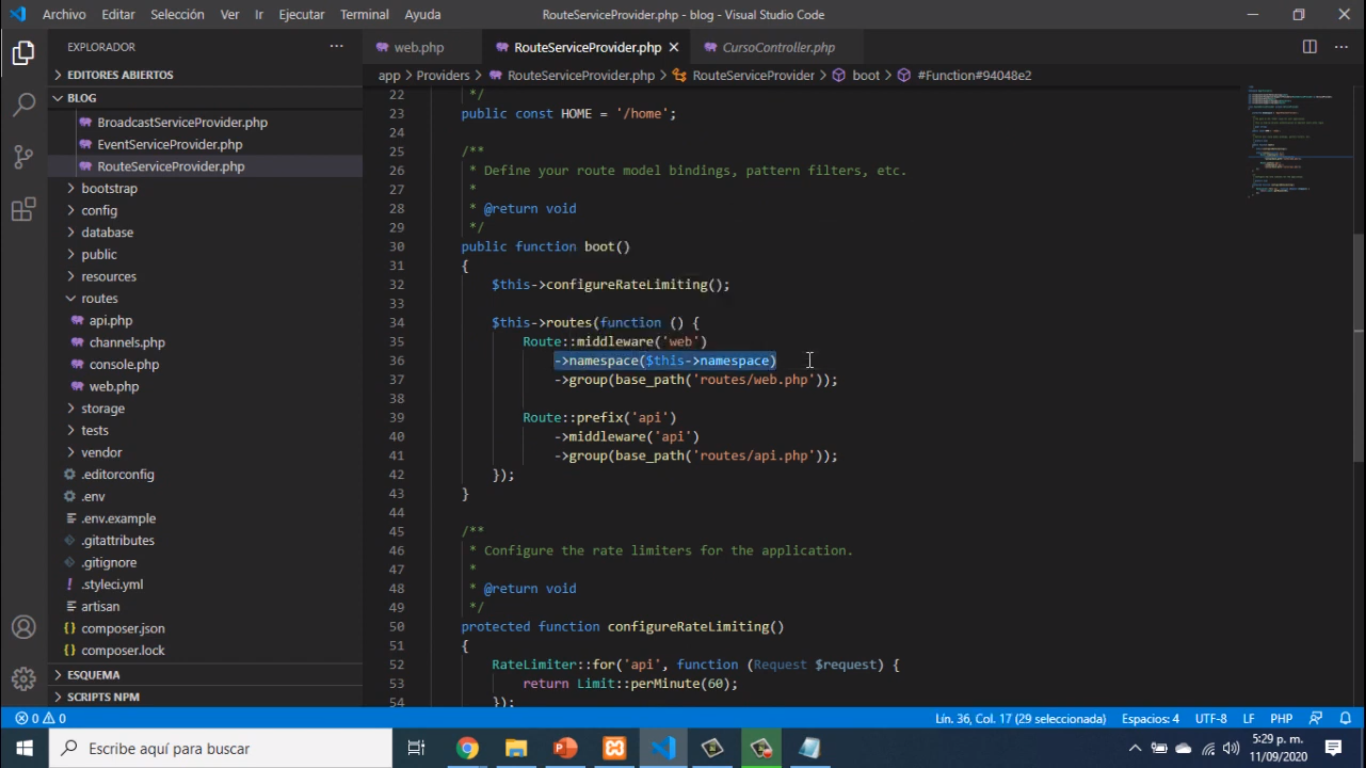 Archivo Editar Selección Ver Ir Ejecutar Terminal Ayuda RouteServiceProvider.php - blog - Visual Studio Code
EXPLORADOR
EDITORES ABIERTOS
BLOG
BroadcastServiceProvider.php
EventServiceProvider.php
RouteServiceProvider.php
bootstrap
config
database
public
resources
routes
api.php
channels.php
console.php
web.php
storage
tests
vendor
.editorconfig
.env
.env.example
.gitattributes
.gitignore
.styleci.yml
artisan
composer.json
composer.lock
ESQUEMA
SCRIPTS NPM
web.php RouteServiceProvider.php CursoController.php
app > Providers > RouteServiceProvider.php > RouteServiceProvider > boot > #Function#94048e2
22 */
23 public const HOME = '/home';
24
25 /**
26 * Define your route model bindings, pattern filters, etc.
27 *
28 * @return void
29 */
30 public function boot()
31 {
32 $this->configureRateLimiting();
33
34 $this->routes(function () {
35 Route::middleware('web')
36 ->namespace($this->namespace)
37 ->group(base_path('routes/web.php'));
38
39 Route::prefix('api')
40 ->middleware('api')
41 ->group(base_path('routes/api.php'));
42 });
43 }
44
45 /**
46 * Configure the rate limiters for the application.
47 *
48 * @return void
49 */
50 protected function configureRateLimiting()
51 {
52 RateLimiter::for('api', function (Request $request) {
53 return Limit::perMinute(60);
54 });
0 0 Lín. 36, Col. 17 (29 seleccionada) Espacios: 4 UTF-8 LF PHP
Escribe aquí para buscar
5:29 p. m.
11/09/2020